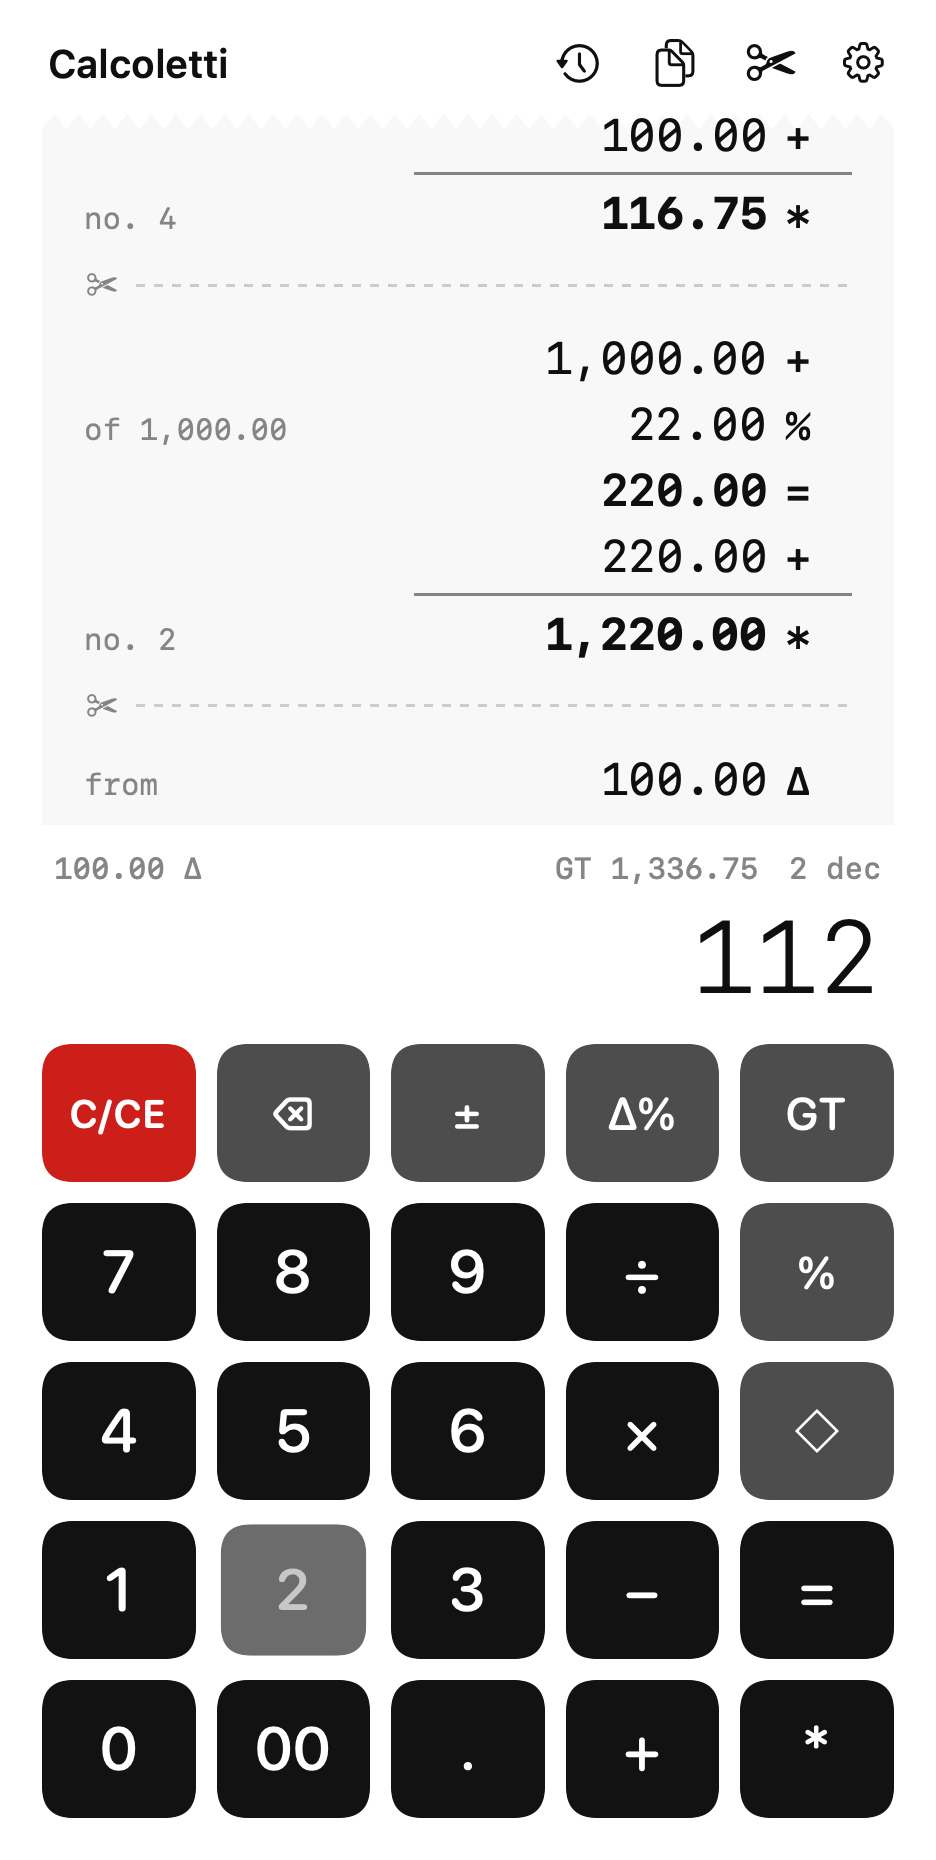 Calcoletti
100.00 +
no. 4 116.75 *
1,000.00 +
of 1,000.00 22.00 %
220.00 =
220.00 +
no. 2 1,220.00 *
from 100.00 Δ
100.00 Δ GT 1,336.75 2 dec
112
C/CE ± Δ% GT
7 8 9 ÷ %
4 5 6 × ◇
1 2 3 − =
0 00 . + *